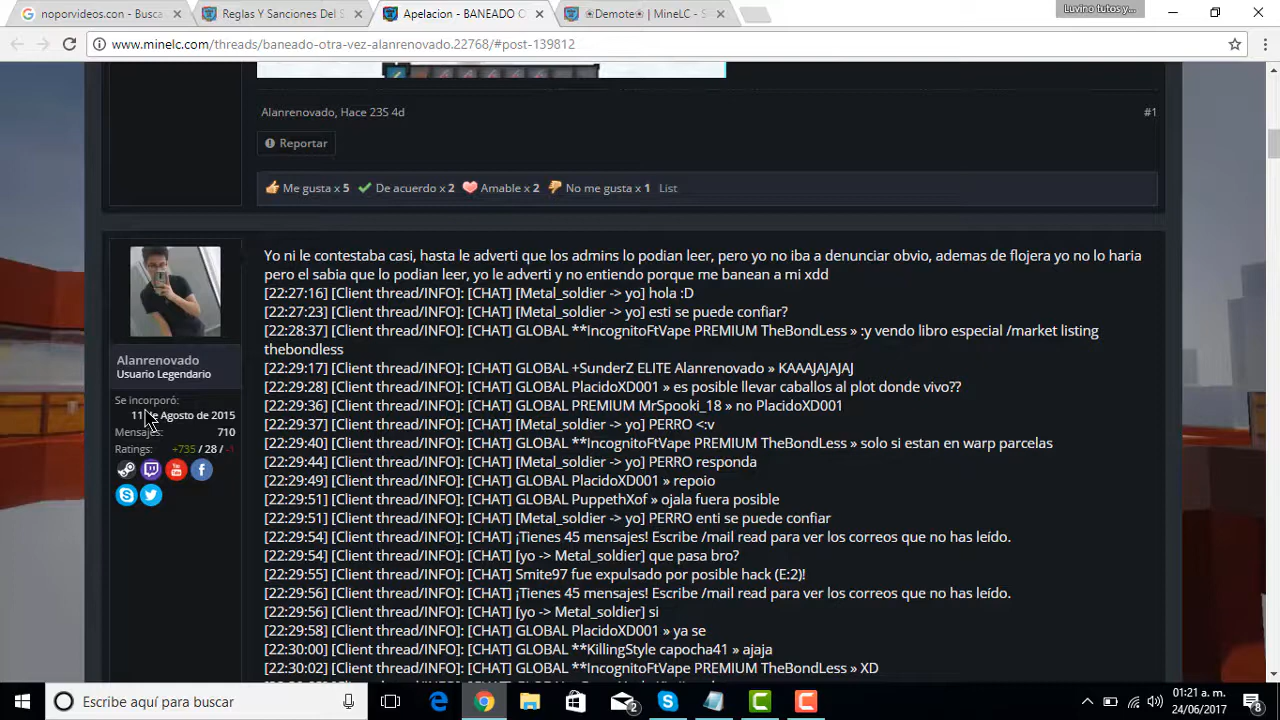 noporvideos.com - Busca
Reglas Y Sanciones Del S
Apelacion - BANEADO O
⦿Demote⦿ | MineLC - S
Luvino tutos y...
www.minelc.com/threads/baneado-otra-vez-alanrenovado.22768/#post-139812
Alanrenovado, Hace 23S 4d
#1
Reportar
Me gusta x 5 De acuerdo x 2 Amable x 2 No me gusta x 1 List
Alanrenovado
Usuario Legendario
Se incorporó:
11 de Agosto de 2015
Mensajes: 710
Ratings: +735 / 28 / -1
Yo ni le contestaba casi, hasta le adverti que los admins lo podian leer, pero yo no iba a denunciar obvio, ademas de flojera yo no lo haria
pero el sabia que lo podian leer, yo le adverti y no entiendo porque me banean a mi xdd
[22:27:16] [Client thread/INFO]: [CHAT] [Metal_soldier -> yo] hola :D
[22:27:23] [Client thread/INFO]: [CHAT] [Metal_soldier -> yo] esti se puede confiar?
[22:28:37] [Client thread/INFO]: [CHAT] GLOBAL **IncognitoFtVape PREMIUM TheBondLess » :y vendo libro especial /market listing
thebondless
[22:29:17] [Client thread/INFO]: [CHAT] GLOBAL +SunderZ ELITE Alanrenovado » KAAAJAJAJAJ
[22:29:28] [Client thread/INFO]: [CHAT] GLOBAL PlacidoXD001 » es posible llevar caballos al plot donde vivo??
[22:29:36] [Client thread/INFO]: [CHAT] GLOBAL PREMIUM MrSpooki_18 » no PlacidoXD001
[22:29:37] [Client thread/INFO]: [CHAT] [Metal_soldier -> yo] PERRO <:v
[22:29:40] [Client thread/INFO]: [CHAT] GLOBAL **IncognitoFtVape PREMIUM TheBondLess » solo si estan en warp parcelas
[22:29:44] [Client thread/INFO]: [CHAT] [Metal_soldier -> yo] PERRO responda
[22:29:49] [Client thread/INFO]: [CHAT] GLOBAL PlacidoXD001 » repoio
[22:29:51] [Client thread/INFO]: [CHAT] GLOBAL PuppethXof » ojala fuera posible
[22:29:51] [Client thread/INFO]: [CHAT] [Metal_soldier -> yo] PERRO enti se puede confiar
[22:29:54] [Client thread/INFO]: [CHAT] ¡Tienes 45 mensajes! Escribe /mail read para ver los correos que no has leído.
[22:29:54] [Client thread/INFO]: [CHAT] [yo -> Metal_soldier] que pasa bro?
[22:29:55] [Client thread/INFO]: [CHAT] Smite97 fue expulsado por posible hack (E:2)!
[22:29:56] [Client thread/INFO]: [CHAT] ¡Tienes 45 mensajes! Escribe /mail read para ver los correos que no has leído.
[22:29:56] [Client thread/INFO]: [CHAT] [yo -> Metal_soldier] si
[22:29:58] [Client thread/INFO]: [CHAT] GLOBAL PlacidoXD001 » ya se
[22:30:00] [Client thread/INFO]: [CHAT] GLOBAL **KillingStyle capocha41 » ajaja
[22:30:02] [Client thread/INFO]: [CHAT] GLOBAL **IncognitoFtVape PREMIUM TheBondLess » XD
Escribe aquí para buscar
2
01:21 a. m.
24/06/2017
8